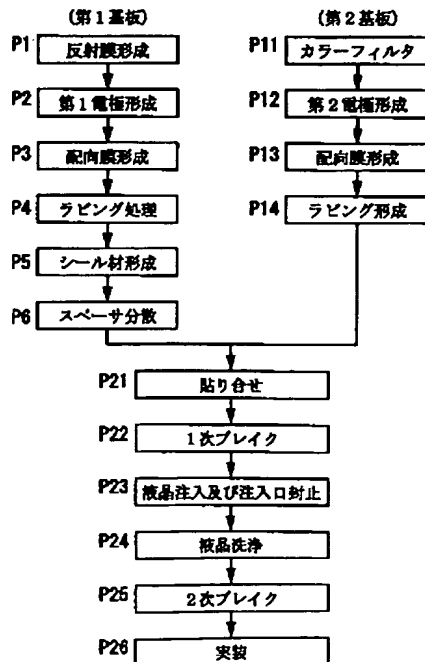 (第1基板)
P1 反射膜形成
P2 第1電極形成
P3 配向膜形成
P4 ラビング処理
P5 シール材形成
P6 スペーサ分散
(第2基板)
P11 カラーフィルタ
P12 第2電極形成
P13 配向膜形成
P14 ラビング形成
P21 貼り合せ
P22 1次ブレイク
P23 液晶注入及び注入口封止
P24 液晶洗浄
P25 2次ブレイク
P26 実装